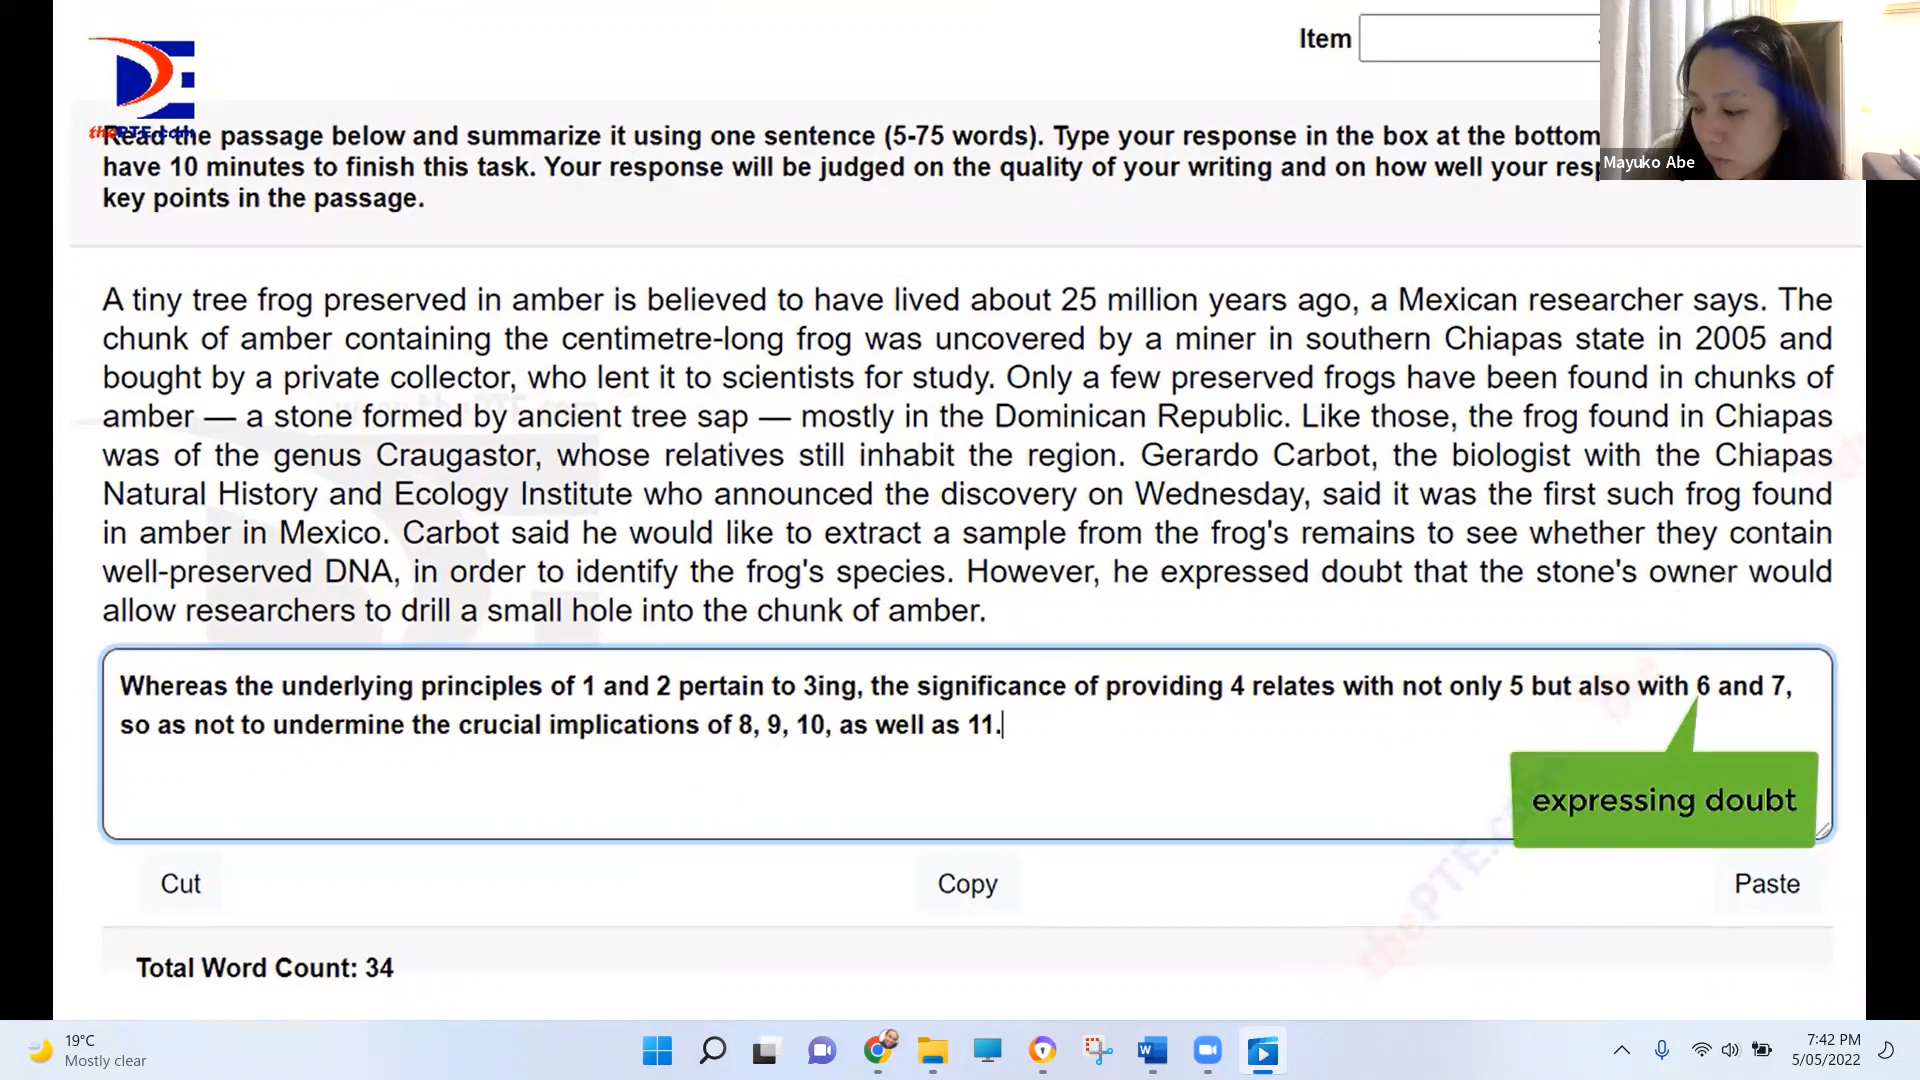 Item
thePTE.com
Read the passage below and summarize it using one sentence (5-75 words). Type your response in the box at the bottom
have 10 minutes to finish this task. Your response will be judged on the quality of your writing and on how well your res
key points in the passage.
Mayuko Abe
A tiny tree frog preserved in amber is believed to have lived about 25 million years ago, a Mexican researcher says. The
chunk of amber containing the centimetre-long frog was uncovered by a miner in southern Chiapas state in 2005 and
bought by a private collector, who lent it to scientists for study. Only a few preserved frogs have been found in chunks of
amber — a stone formed by ancient tree sap — mostly in the Dominican Republic. Like those, the frog found in Chiapas
was of the genus Craugastor, whose relatives still inhabit the region. Gerardo Carbot, the biologist with the Chiapas
Natural History and Ecology Institute who announced the discovery on Wednesday, said it was the first such frog found
in amber in Mexico. Carbot said he would like to extract a sample from the frog's remains to see whether they contain
well-preserved DNA, in order to identify the frog's species. However, he expressed doubt that the stone's owner would
allow researchers to drill a small hole into the chunk of amber.
Whereas the underlying principles of 1 and 2 pertain to 3ing, the significance of providing 4 relates with not only 5 but also with 6 and 7,
so as not to undermine the crucial implications of 8, 9, 10, as well as 11.
expressing doubt
Cut
Copy
Paste
Total Word Count: 34
19°C
Mostly clear
7:42 PM
5/05/2022